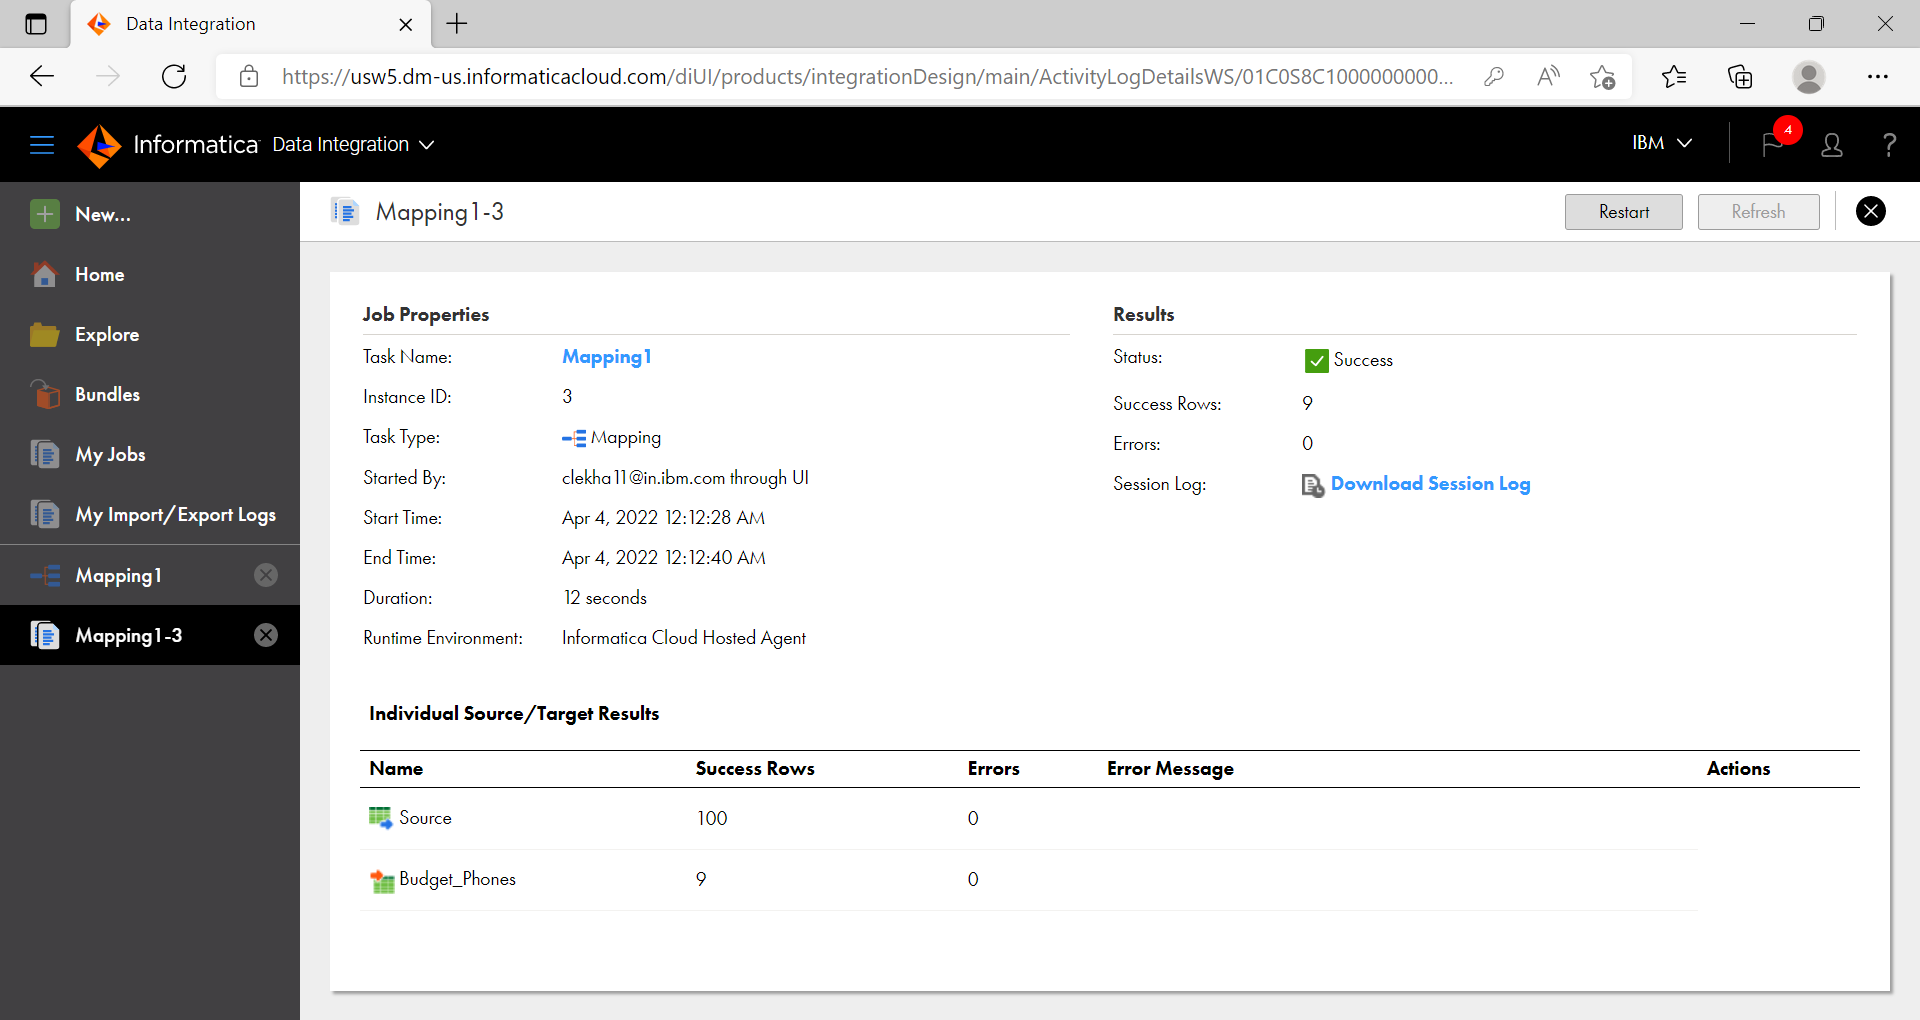 Data Integration
https://usw5.dm-us.informaticacloud.com/diUI/products/integrationDesign/main/ActivityLogDetailsWS/01C0S8C1000000000...
Informatica Data Integration
IBM
4
?
New...
Home
Explore
Bundles
My Jobs
My Import/Export Logs
Mapping1
Mapping1-3
Mapping1-3
Restart
Refresh
Job Properties
Task Name: Mapping1
Instance ID: 3
Task Type: Mapping
Started By: clekha11@in.ibm.com through UI
Start Time: Apr 4, 2022 12:12:28 AM
End Time: Apr 4, 2022 12:12:40 AM
Duration: 12 seconds
Runtime Environment: Informatica Cloud Hosted Agent
Results
Status: Success
Success Rows: 9
Errors: 0
Session Log: Download Session Log
Individual Source/Target Results
Name Success Rows Errors Error Message Actions
Source 100 0
Budget_Phones 9 0